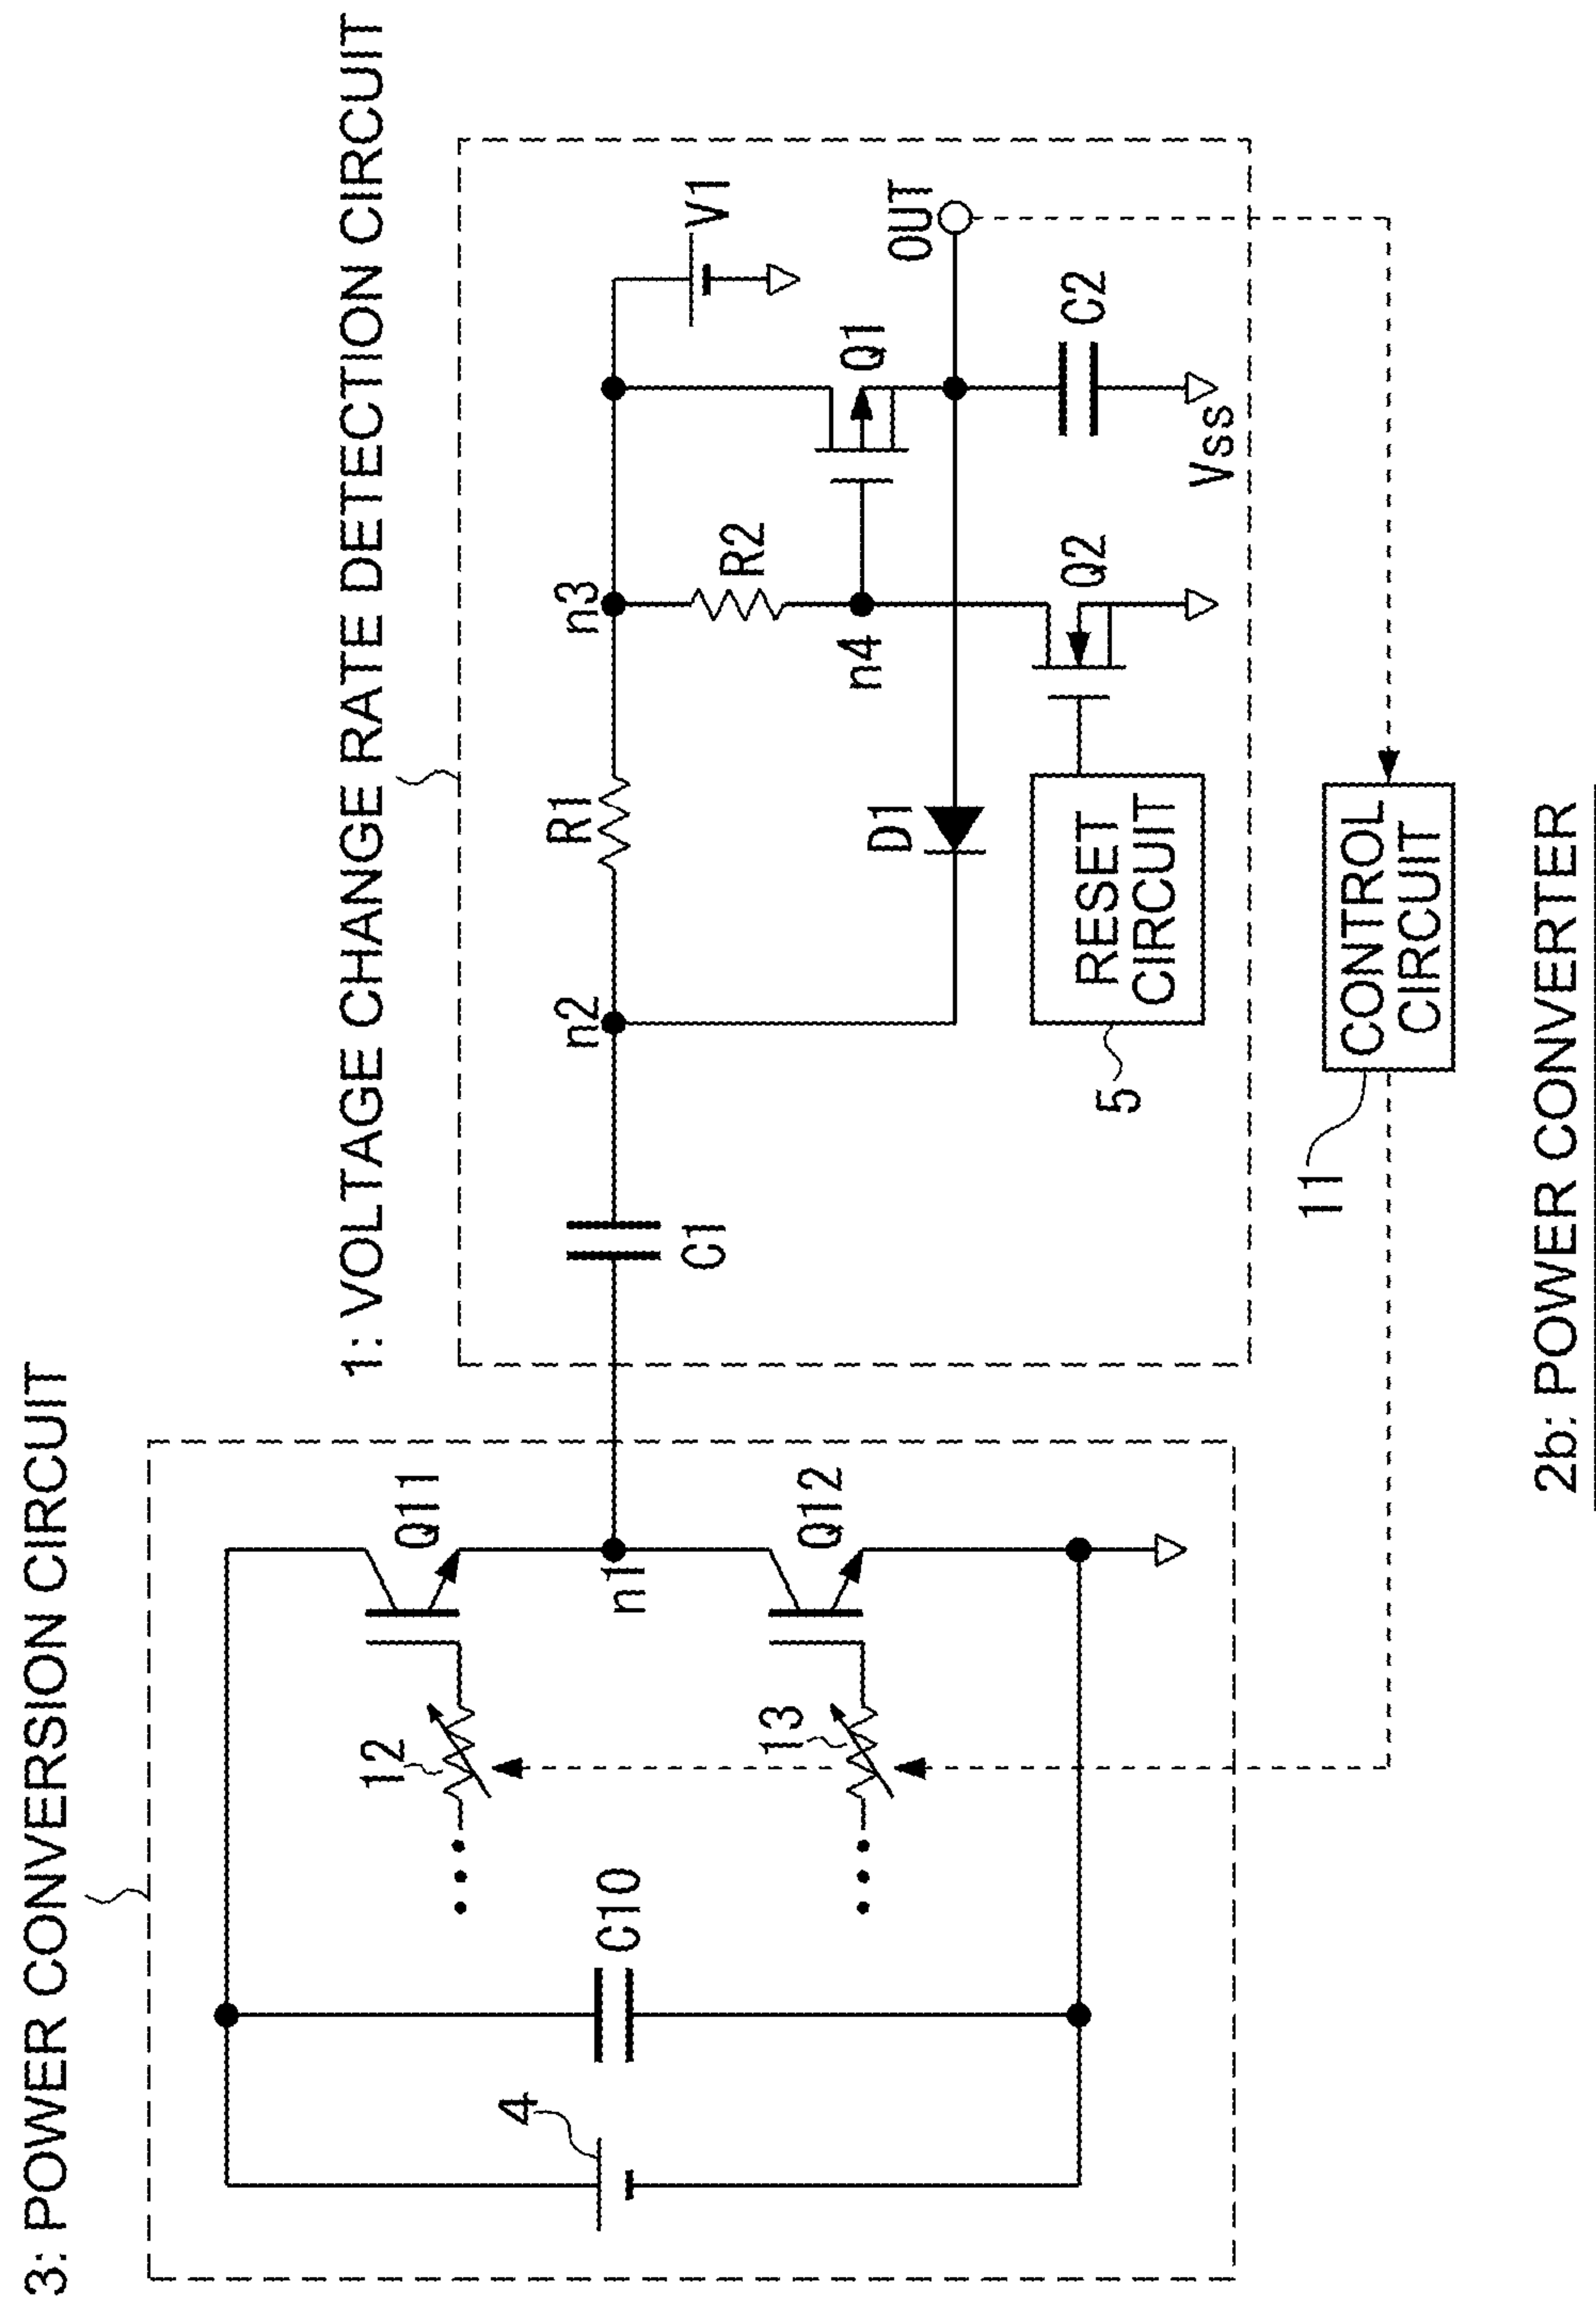 3: POWER CONVERSION CIRCUIT
1: VOLTAGE CHANGE RATE DETECTION CIRCUIT
4
C10
12
13
Q11
n1
Q12
C1
n2
R1
n3
R2
n4
V1
Q1
OUT
D1
C2
Vss
Q2
RESET
CIRCUIT
5
CONTROL
CIRCUIT
11
2b: POWER CONVERTER